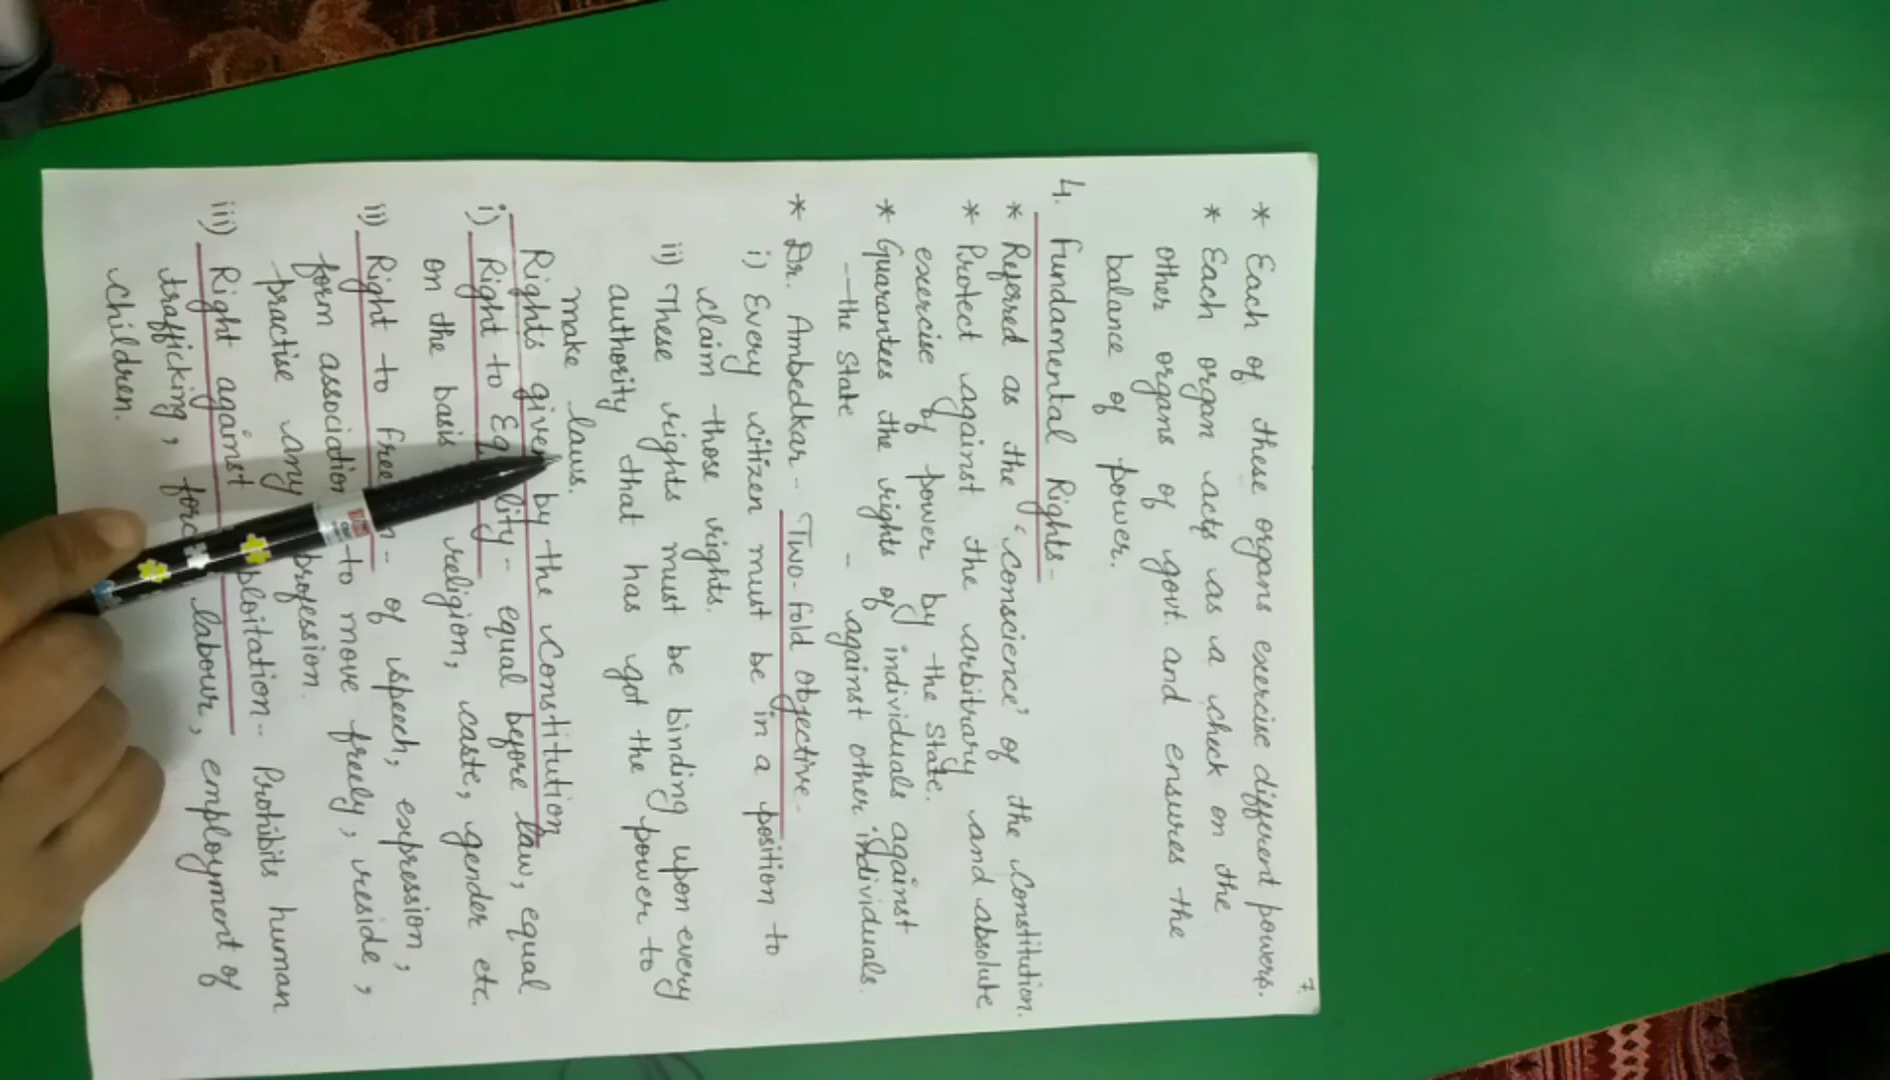 7.
* Each of these organs exercise different powers.
* Each organ acts as a check on the
other organs of govt. and ensures the
balance of power.
4. Fundamental Rights-
* Referred as the 'Conscience' of the Constitution.
* Protect against the arbitrary and absolute
exercise of power by the State.
* Guarantees the rights of individuals against
the State - against other individuals.
* Dr. Ambedkar - Two-fold Objective-
i) Every citizen must be in a position to
claim those rights.
ii) These rights must be binding upon every
authority that has got the power to
make laws.
Rights given by the Constitution
i) Right to Eq lity- equal before law, equal
on the basis religion, caste, gender etc.
ii) Right to free - of speech, expression,
form association to move freely, reside,
practise any profession.
iii) Right against ploitation- Prohibits human
trafficking, forc labour, employment of
children.